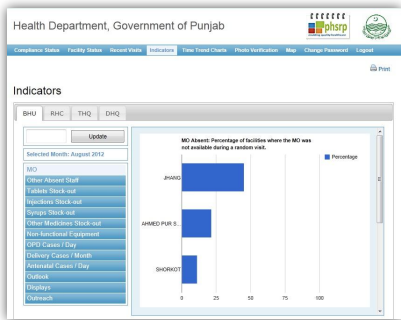 Health Department, Government of Punjab
phsrp
Compliance Status Facility Status Recent Visits Indicators Time Trend Charts Photo Verification Map Change Password Logout
Print
Indicators
BHU RHC THQ DHQ
Update
Selected Month: August 2012
MO
Other Absent Staff
Tablets Stock-out
Injections Stock-out
Syrups Stock-out
Other Medicines Stock-out
Non-functional Equipment
OPD Cases / Day
Delivery Cases / Month
Antenatal Cases / Day
Outlook
Displays
Outreach
MO Absent: Percentage of facilities where the MO was
not available during a random visit.
Percentage
JHANG
AHMED PUR S...
SHORKOT
0 25 50 75 100